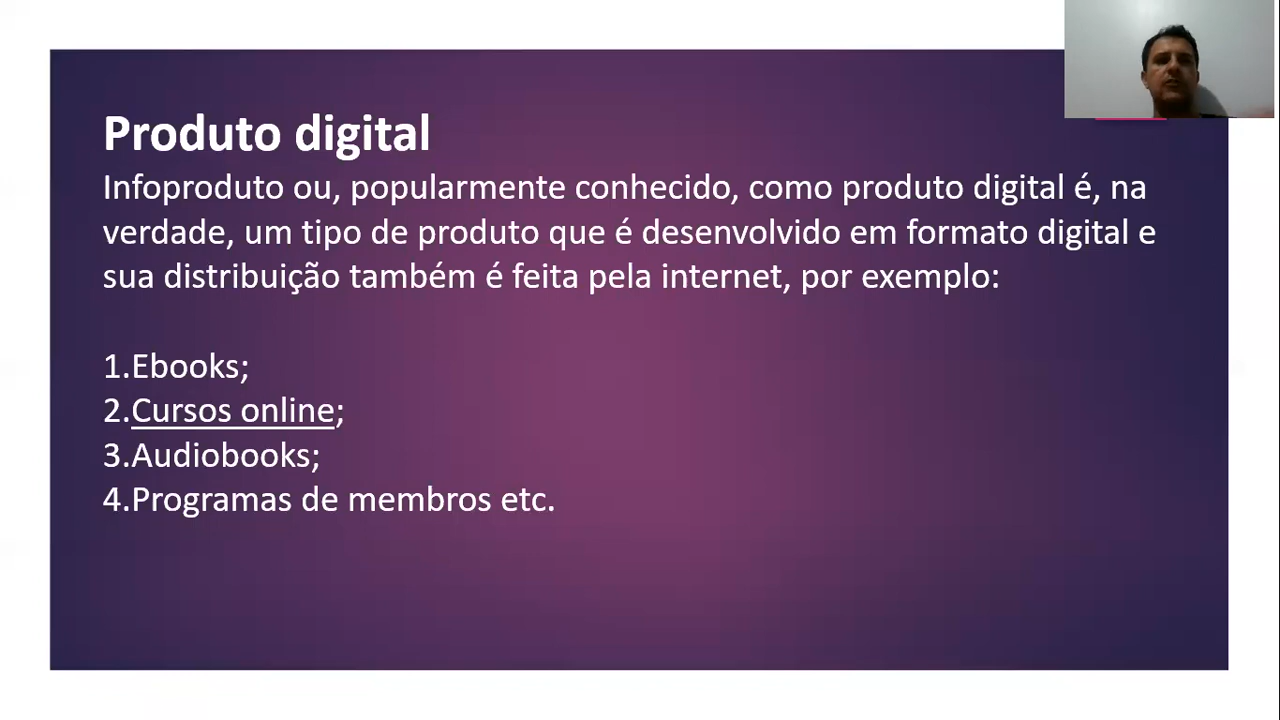 Produto digital
Infoproduto ou, popularmente conhecido, como produto digital é, na
verdade, um tipo de produto que é desenvolvido em formato digital e
sua distribuição também é feita pela internet, por exemplo:
1.Ebooks;
2.Cursos online;
3.Audiobooks;
4.Programas de membros etc.